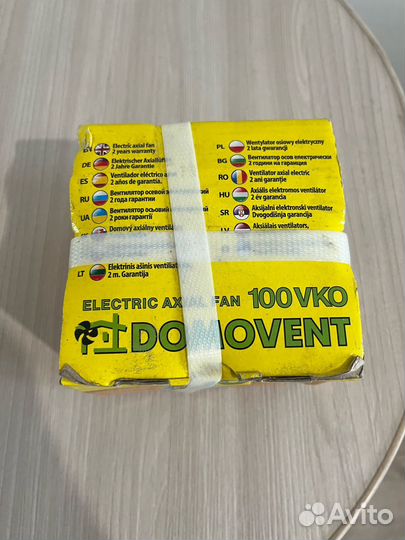 EN Electric axial fan
2 years warranty
DE Elektrischer Axiallüfter
2 Jahre Garantie
ES Ventilador eléctrico
2 años de garantía.
RU Вентилятор осевой
2 года гарантии
UA Вентилятор осьовий
2 роки гарантії
Domový axiálny
LT Elektrinis ašinis
2 m. Garantija
PL Wentylator osiowy elektryczny
2 lata gwarancji
BG Вентилатор осов електрически
2 години на гаранция
RO Ventilator axial electric
2 ani garanție
HU Axiális elektromos ventilátor
2 év garancia
SR Aksijalni elektronski ventilator
Dvogodišnja garancija
LV Aksiālais ventilators,
ELECTRIC AXIAL FAN 100 VKO
DOMOVENT
Avito